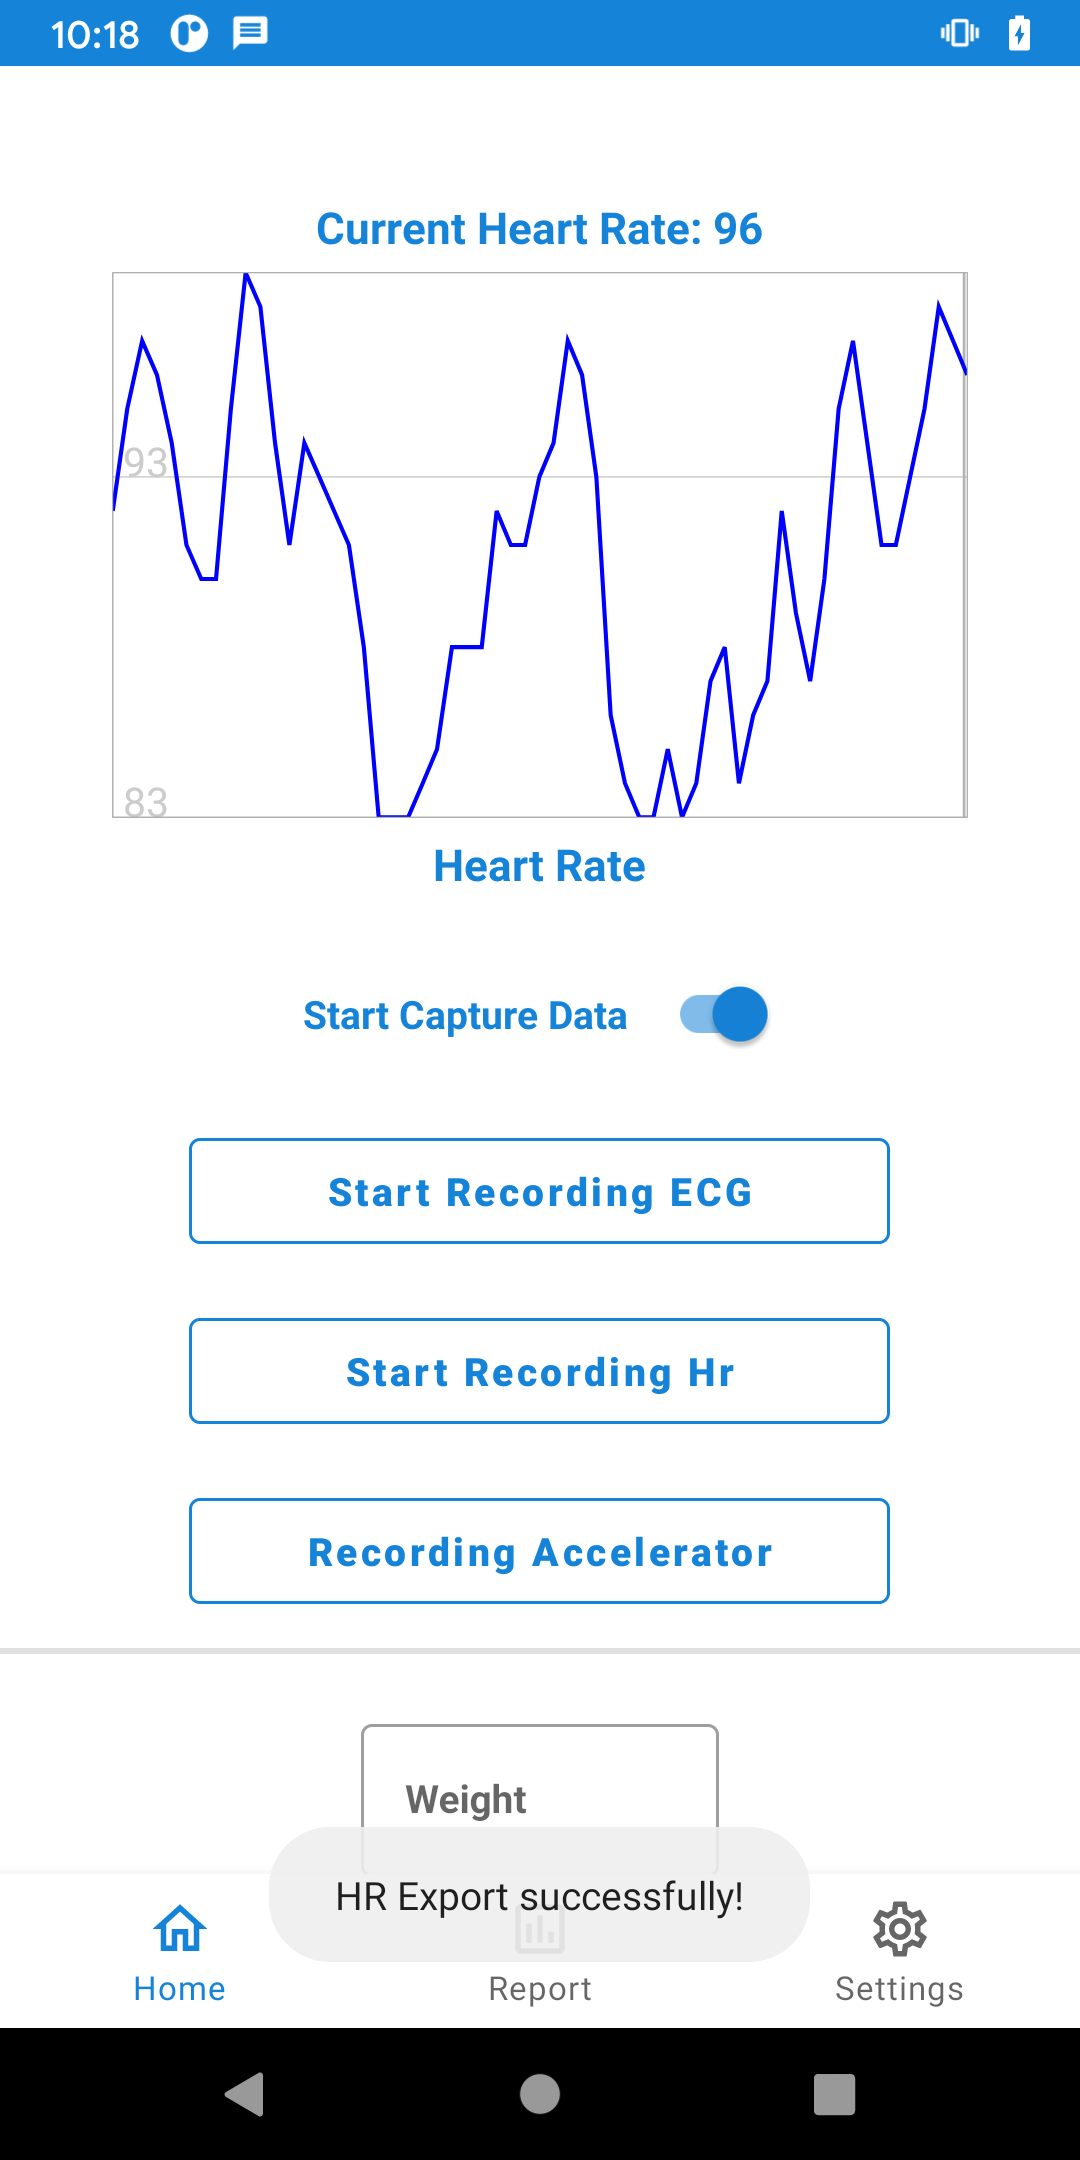 10:18
Current Heart Rate: 96
93
83
Heart Rate
Start Capture Data
Start Recording ECG
Start Recording Hr
Recording Accelerator
Weight
HR Export successfully!
Home
Report
Settings